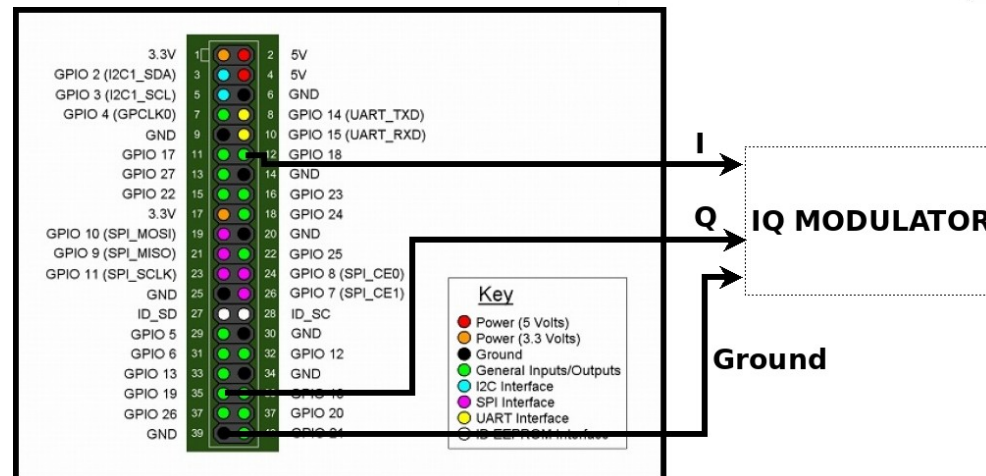 3.3V 1 2 5V
GPIO 2 (I2C1_SDA) 3 4 5V
GPIO 3 (I2C1_SCL) 5 6 GND
GPIO 4 (GPCLK0) 7 8 GPIO 14 (UART_TXD)
GND 9 10 GPIO 15 (UART_RXD)
GPIO 17 11 12 GPIO 18
GPIO 27 13 14 GND
GPIO 22 15 16 GPIO 23
3.3V 17 18 GPIO 24
GPIO 10 (SPI_MOSI) 19 20 GND
GPIO 9 (SPI_MISO) 21 22 GPIO 25
GPIO 11 (SPI_SCLK) 23 24 GPIO 8 (SPI_CE0)
GND 25 26 GPIO 7 (SPI_CE1)
ID_SD 27 28 ID_SC
GPIO 5 29 30 GND
GPIO 6 31 32 GPIO 12
GPIO 13 33 34 GND
GPIO 19 35 GPIO
GPIO 26 37 37 GPIO 20
GND 39 GPIO 21
Key
Power (5 Volts)
Power (3.3 Volts)
Ground
General Inputs/Outputs
I2C Interface
SPI Interface
UART Interface
ID EEPROM Interface
I
Q
IQ MODULATOR
Ground